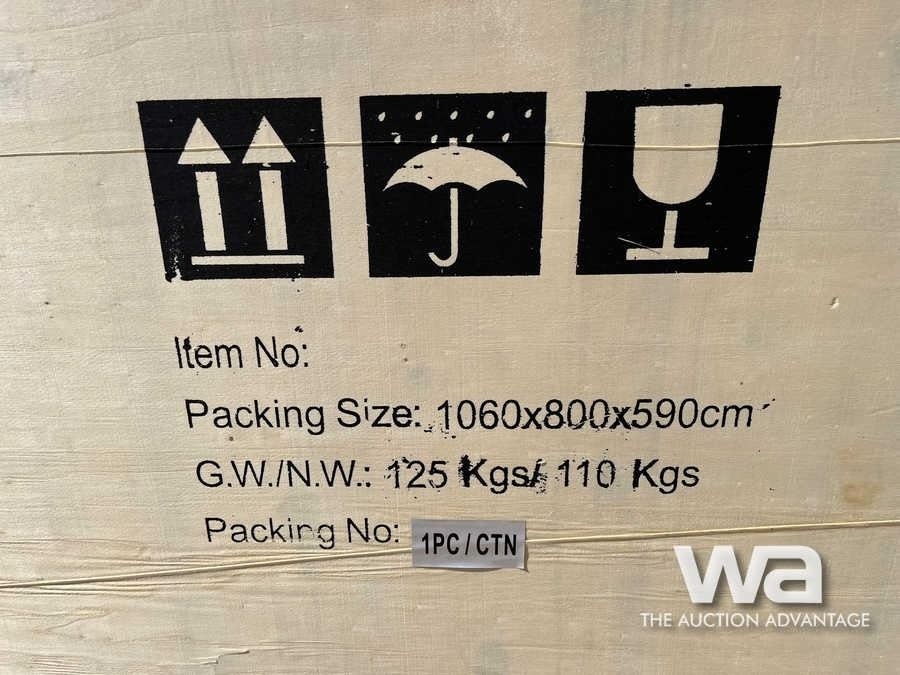 Item No:
Packing Size: 1060x800x590cm
G.W./N.W.: 125 Kgs/ 110 Kgs
Packing No: 1PC / CTN
wa
THE AUCTION ADVANTAGE